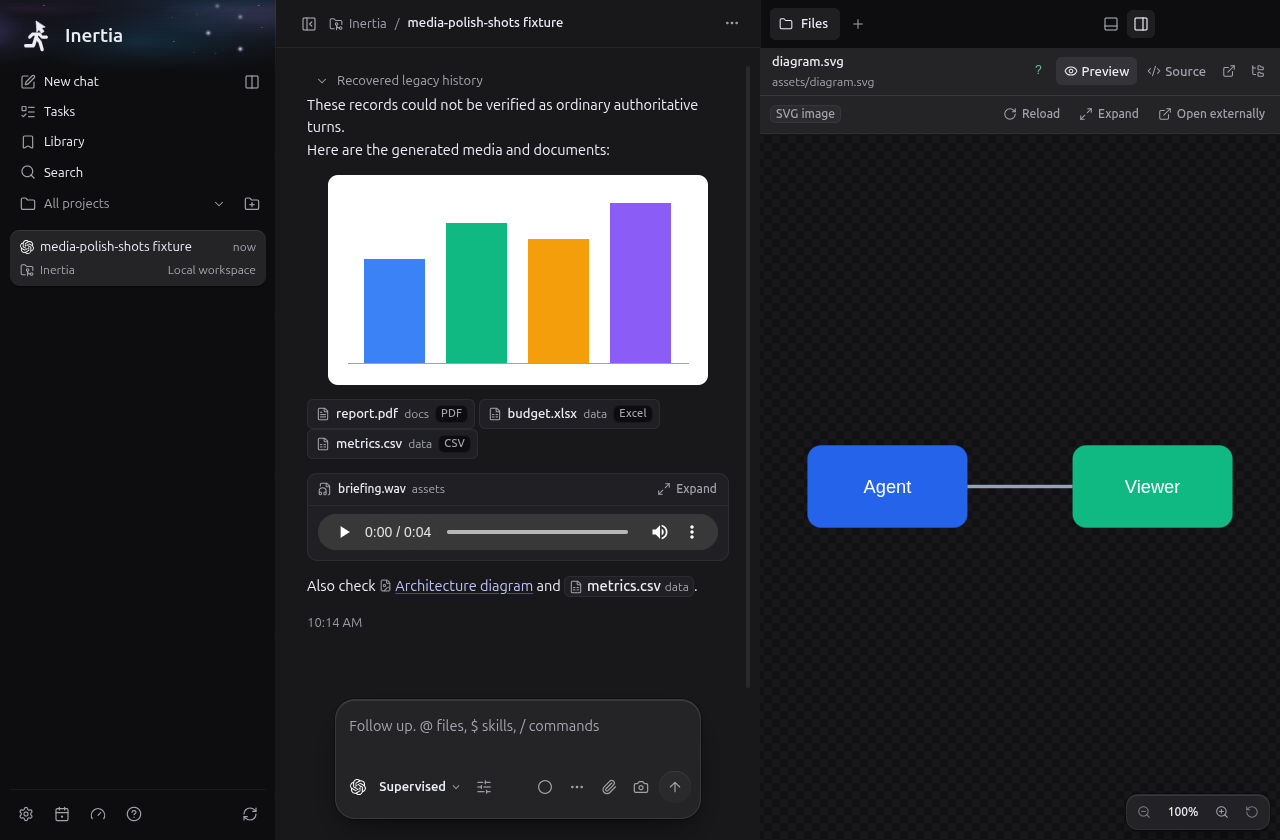 Inertia
New chat
Tasks
Library
Search
All projects
media-polish-shots fixture now
Inertia Local workspace
Inertia / media-polish-shots fixture
Recovered legacy history
These records could not be verified as ordinary authoritative
turns.
Here are the generated media and documents:
report.pdf docs PDF
budget.xlsx data Excel
metrics.csv data CSV
briefing.wav assets Expand
0:00 / 0:04
Also check Architecture diagram and metrics.csv data.
10:14 AM
Follow up. @ files, $ skills, / commands
Supervised
Files
diagram.svg
assets/diagram.svg
? Preview Source
SVG image Reload Expand Open externally
Agent
Viewer
100%